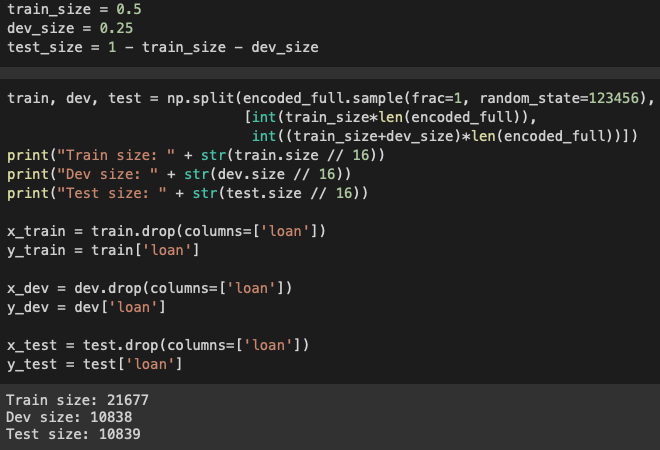 train_size = 0.5
dev_size = 0.25
test_size = 1 - train_size - dev_size
train, dev, test = np.split(encoded_full.sample(frac=1, random_state=123456),
[int(train_size*len(encoded_full)),
int((train_size+dev_size)*len(encoded_full))])
print("Train size: " + str(train.size // 16))
print("Dev size: " + str(dev.size // 16))
print("Test size: " + str(test.size // 16))
x_train = train.drop(columns=['loan'])
y_train = train['loan']
x_dev = dev.drop(columns=['loan'])
y_dev = dev['loan']
x_test = test.drop(columns=['loan'])
y_test = test['loan']
Train size: 21677
Dev size: 10838
Test size: 10839